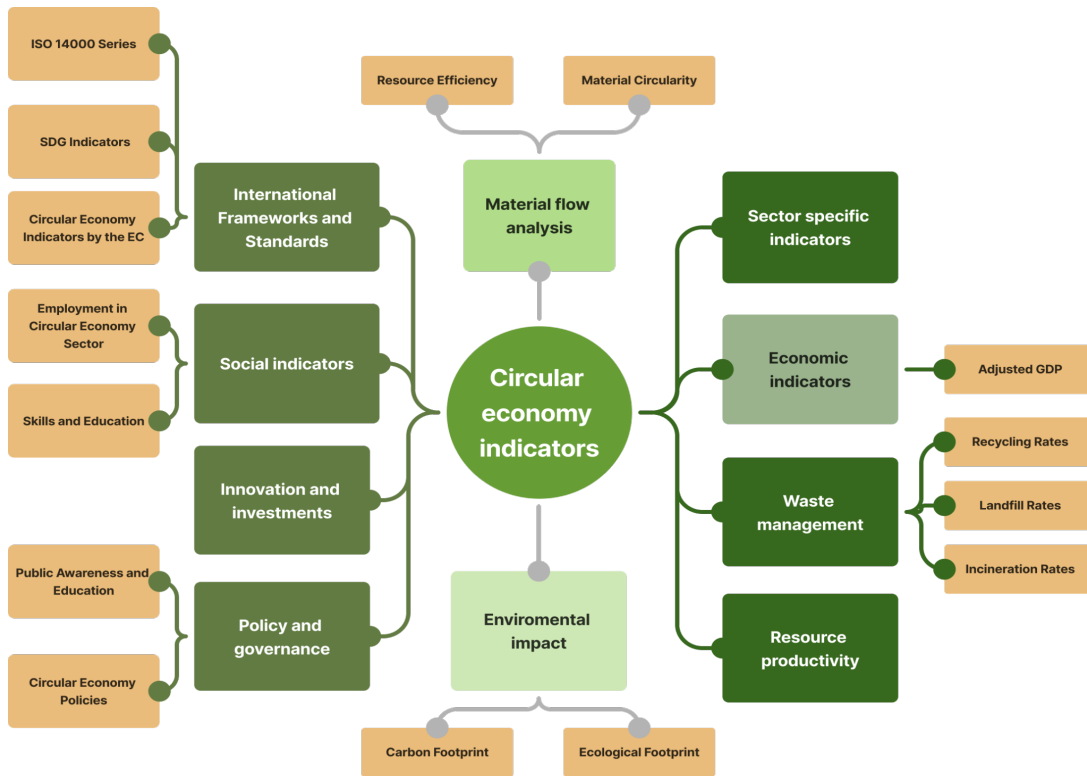 ISO 14000 Series
SDG Indicators
Circular Economy
Indicators by the EC
International
Frameworks and
Standards
Employment in
Circular Economy
Sector
Skills and Education
Social indicators
Innovation and
investments
Public Awareness and
Education
Circular Economy
Policies
Policy and
governance
Resource Efficiency
Material Circularity
Material flow
analysis
Circular
economy
indicators
Enviromental
impact
Carbon Footprint
Ecological Footprint
Sector specific
indicators
Economic
indicators
Adjusted GDP
Waste
management
Recycling Rates
Landfill Rates
Incineration Rates
Resource
productivity